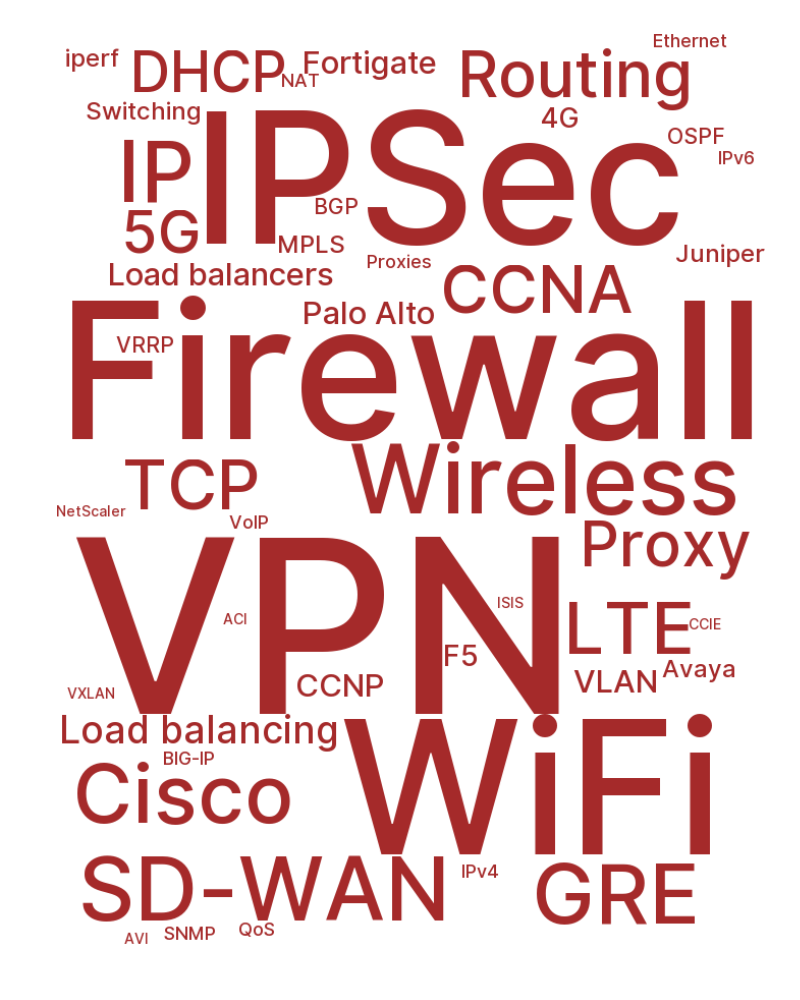 Ethernet
iperf
DHCP
NAT
Fortigate
Routing
Switching
4G
OSPF
IPv6
IP
IPSec
5G
BGP
MPLS
Proxies
Juniper
Load balancers
CCNA
Palo Alto
VRRP
Firewall
TCP
Wireless
NetScaler
VoIP
Proxy
VPN
ISIS
ACI
LTE
CCIE
F5
CCNP
VLAN
Avaya
VXLAN
Load balancing
BIG-IP
WiFi
Cisco
SD-WAN
IPv4
GRE
AVI
SNMP
QoS